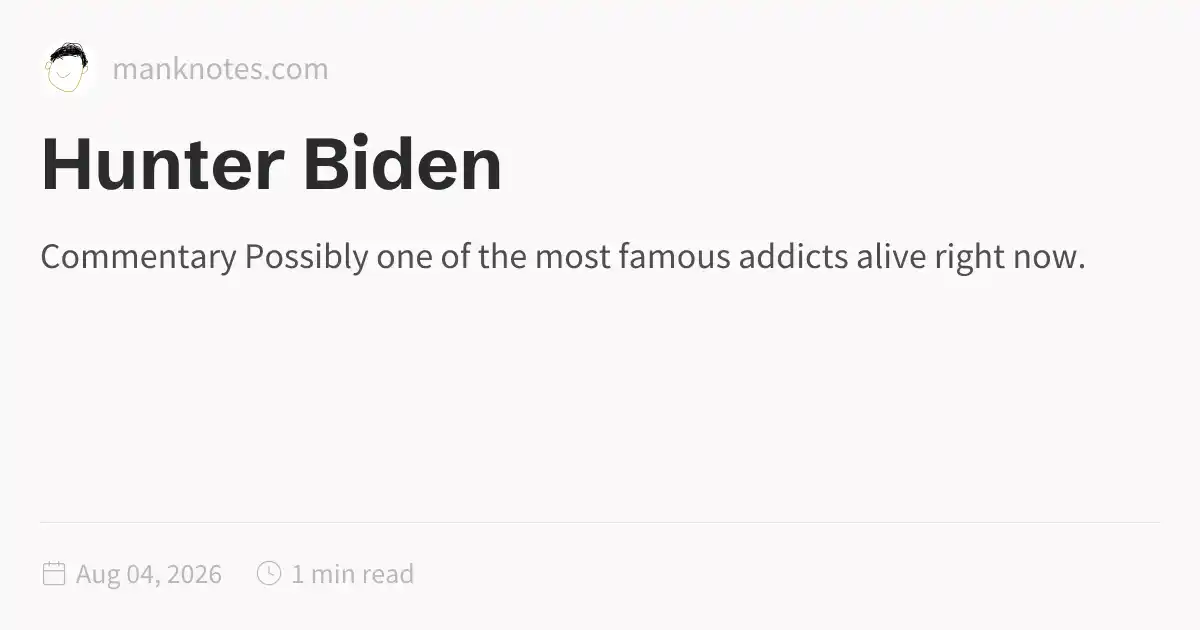 manknotes.com
Hunter Biden
Commentary Possibly one of the most famous addicts alive right now.
Aug 04, 2026 1 min read